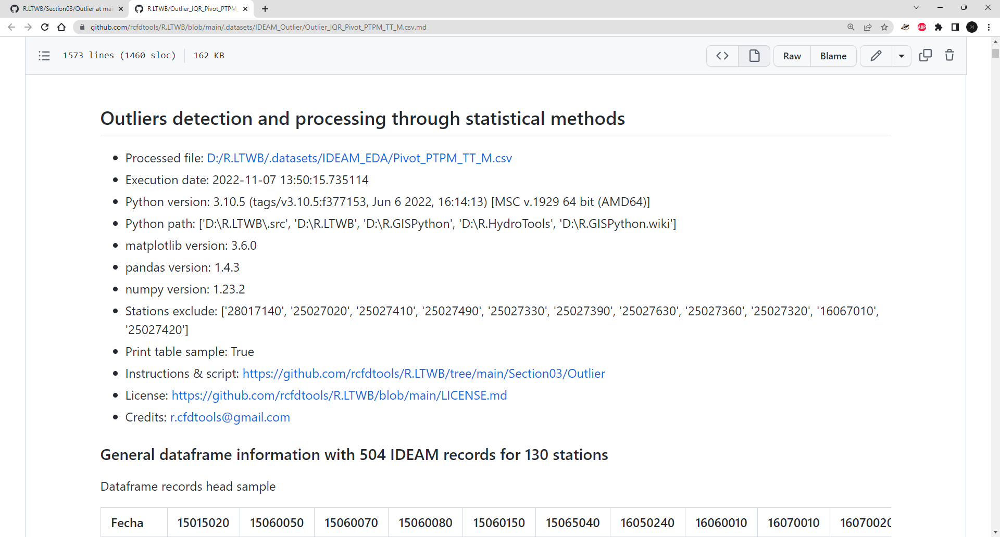 R.LTWB/Section03/Outlier at mai
R.LTWB/Outlier_IQR_Pivot_PTPM_
github.com/rcfdtools/R.LTWB/blob/main/.datasets/IDEAM_Outlier/Outlier_IQR_Pivot_PTPM_TT_M.csv.md
ABP
1573 lines (1460 sloc) 162 KB
Raw Blame
Outliers detection and processing through statistical methods
Processed file: D:/R.LTWB/.datasets/IDEAM_EDA/Pivot_PTPM_TT_M.csv
Execution date: 2022-11-07 13:50:15.735114
Python version: 3.10.5 (tags/v3.10.5:f377153, Jun 6 2022, 16:14:13) [MSC v.1929 64 bit (AMD64)]
Python path: ['D:\R.LTWB\.src', 'D:\R.LTWB', 'D:\R.GISPython', 'D:\R.HydroTools', 'D:\R.GISPython.wiki']
matplotlib version: 3.6.0
pandas version: 1.4.3
numpy version: 1.23.2
Stations exclude: ['28017140', '25027020', '25027410', '25027490', '25027330', '25027390', '25027630', '25027360', '25027320', '16067010',
'25027420']
Print table sample: True
Instructions & script: https://github.com/rcfdtools/R.LTWB/tree/main/Section03/Outlier
License: https://github.com/rcfdtools/R.LTWB/blob/main/LICENSE.md
Credits: r.cfdtools@gmail.com
General dataframe information with 504 IDEAM records for 130 stations
Dataframe records head sample
Fecha 15015020 15060050 15060070 15060080 15060150 15065040 16050240 16060010 16070010 16070020